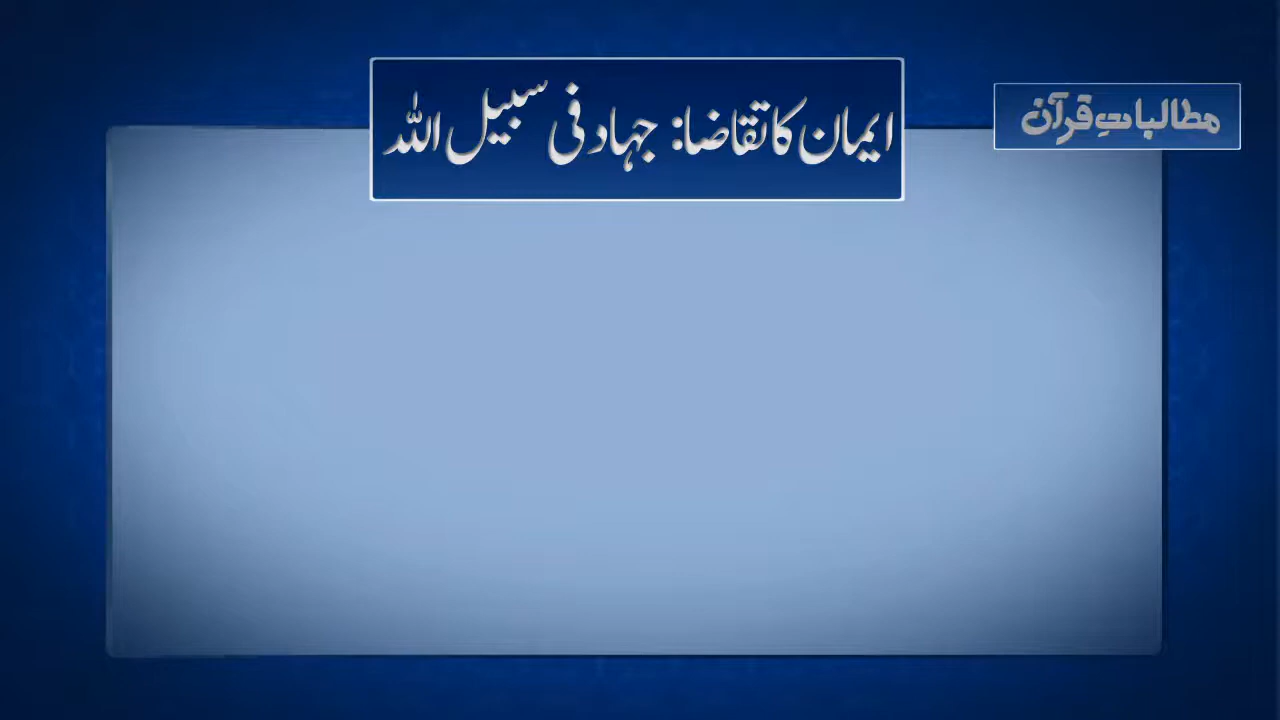 ایمان کا تقاضا: جہاد فی سبیل اللہ
مطالباتِ قرآن